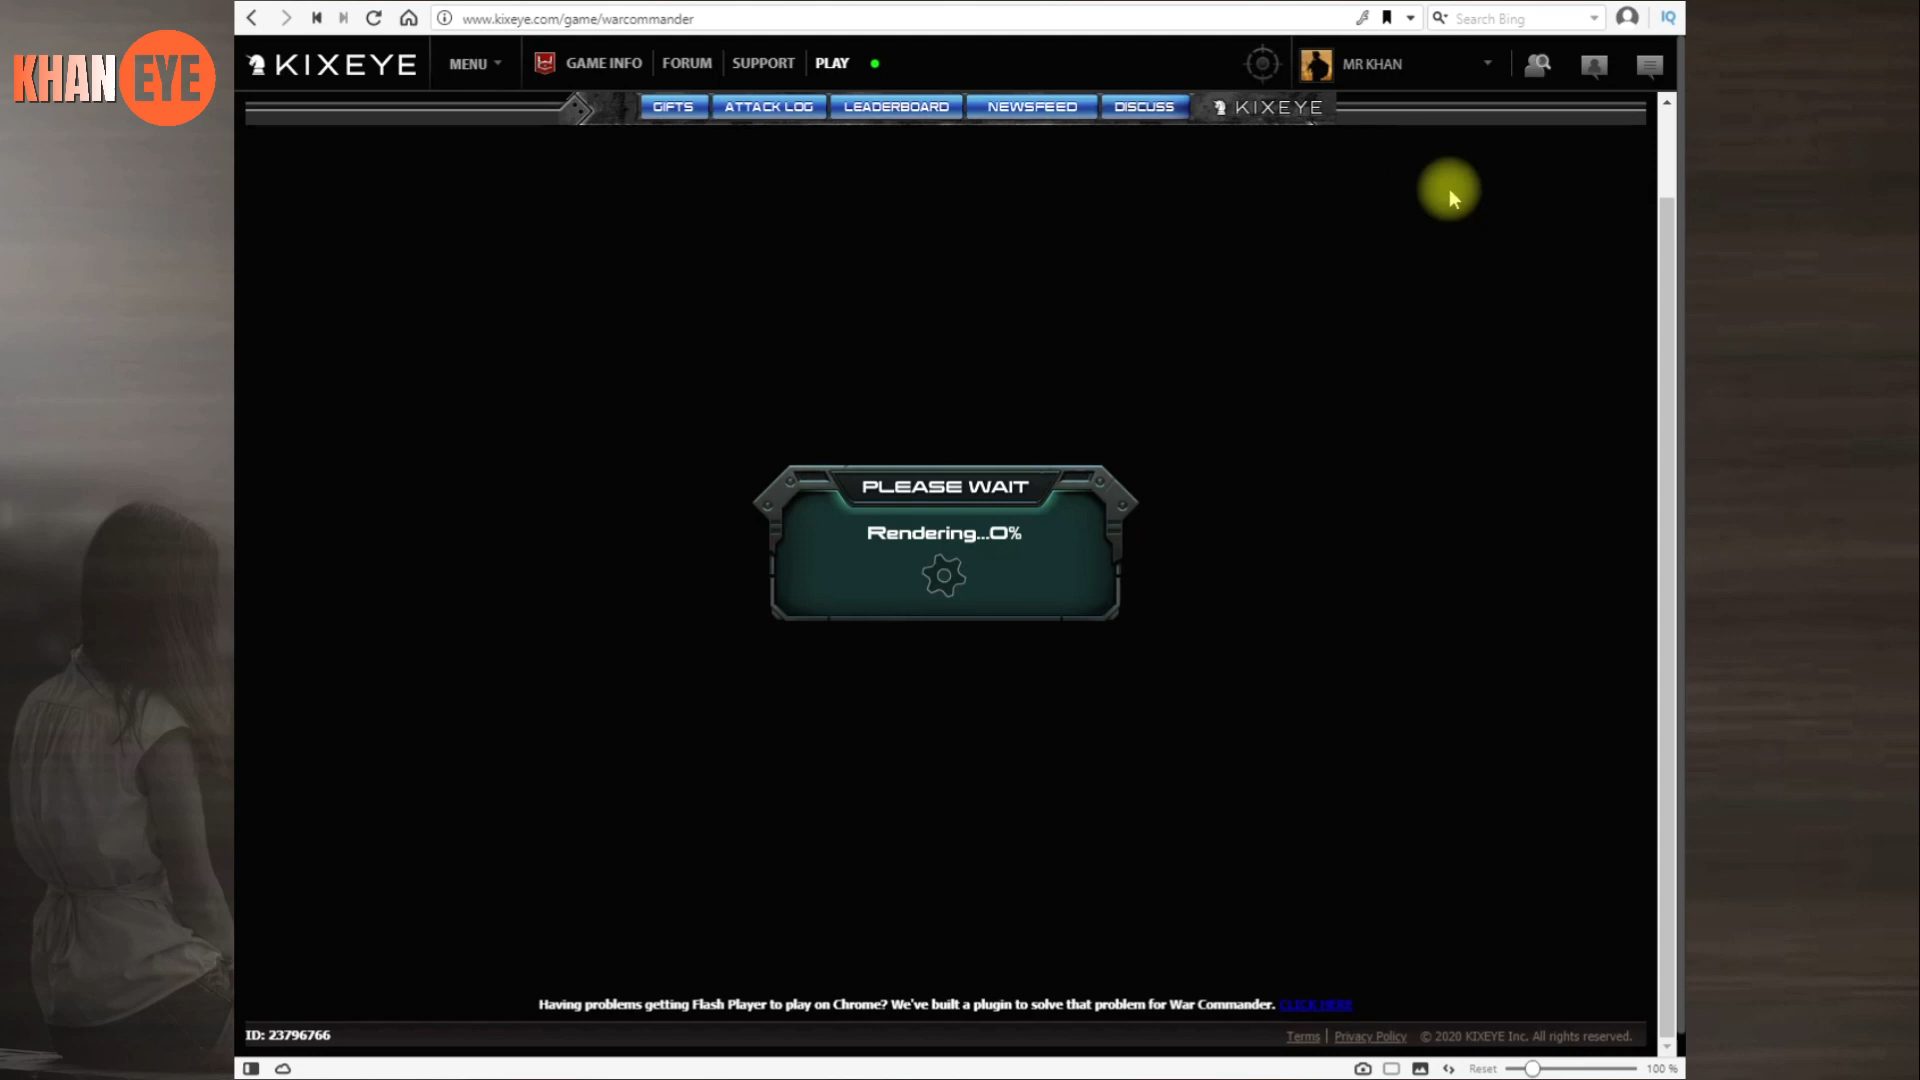 KHANEYE
www.kixeye.com/game/warcommander
Search Bing
IQ
KIXEYE
MENU
GAME INFO
FORUM
SUPPORT
PLAY
MR KHAN
GIFTS
ATTACK LOG
LEADERBOARD
NEWSFEED
DISCUSS
KIXEYE
PLEASE WAIT
Rendering...0%
Having problems getting Flash Player to play on Chrome? We've built a plugin to solve that problem for War Commander. CLICK HERE
ID: 23796766
Terms | Privacy Policy © 2020 KIXEYE Inc. All rights reserved.
Reset
100 %